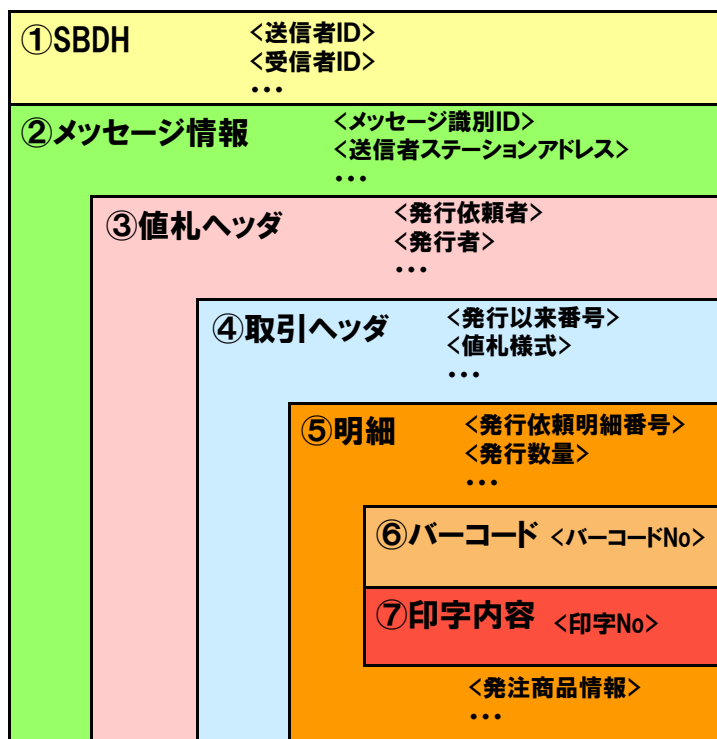 ①SBDH
<送信者ID>
<受信者ID>
・・・
②メッセージ情報
<メッセージ識別ID>
<送信者ステーションアドレス>
・・・
③値札ヘッダ
<発行依頼者>
<発行者>
・・・
④取引ヘッダ
<発行以来番号>
<値札様式>
・・・
⑤明細
<発行依頼明細番号>
<発行数量>
・・・
⑥バーコード <バーコードNo>
⑦印字内容 <印字No>
<発注商品情報>
・・・